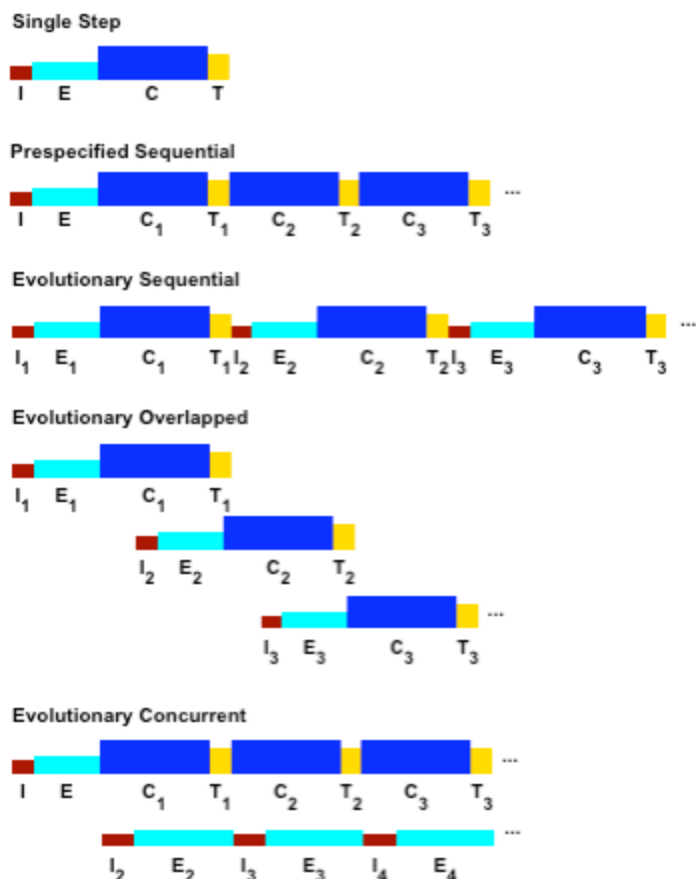 Single Step
I E C T
Prespecified Sequential
...
I E C1 T1 C2 T2 C3 T3
Evolutionary Sequential
...
I1 E1 C1 T1 I2 E2 C2 T2 I3 E3 C3 T3
Evolutionary Overlapped
I1 E1 C1 T1
I2 E2 C2 T2
...
I3 E3 C3 T3
Evolutionary Concurrent
...
I E C1 T1 C2 T2 C3 T3
...
I2 E2 I3 E3 I4 E4